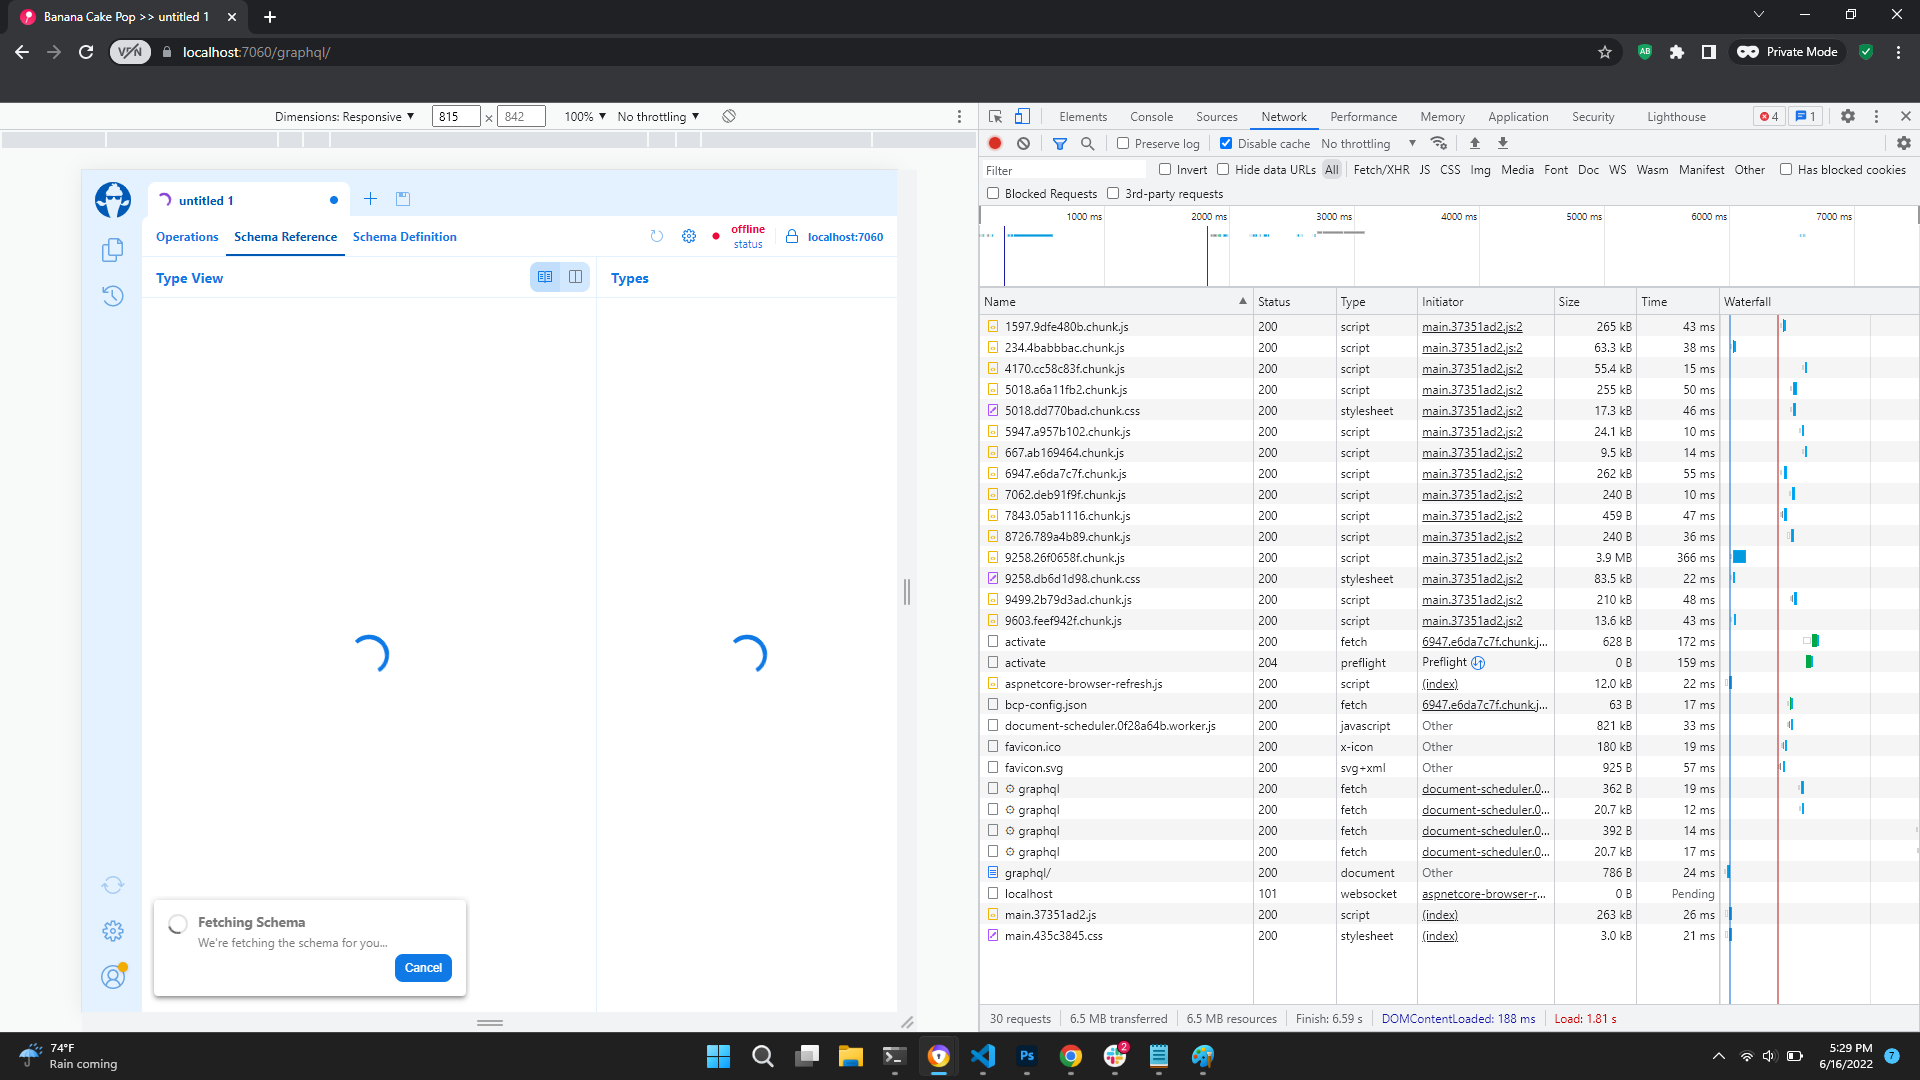 Banana Cake Pop >> untitled 1
VPN
localhost:7060/graphql/
AB
Private Mode
Dimensions: Responsive
815 × 842
100%
No throttling
Elements
Console
Sources
Network
Performance
Memory
Application
Security
Lighthouse
4
1
Preserve log
Disable cache
No throttling
Filter
Invert
Hide data URLs
All
Fetch/XHR
JS
CSS
Img
Media
Font
Doc
WS
Wasm
Manifest
Other
Has blocked cookies
Blocked Requests
3rd-party requests
1000 ms
2000 ms
3000 ms
4000 ms
5000 ms
6000 ms
7000 ms
untitled 1
Operations
Schema Reference
Schema Definition
offline
status
localhost:7060
Type View
Types
Fetching Schema
We're fetching the schema for you...
Cancel
Name Status Type Initiator Size Time Waterfall
1597.9dfe480b.chunk.js 200 script main.37351ad2.js:2 265 kB 43 ms
234.4babbbac.chunk.js 200 script main.37351ad2.js:2 63.3 kB 38 ms
4170.cc58c83f.chunk.js 200 script main.37351ad2.js:2 55.4 kB 15 ms
5018.a6a11fb2.chunk.js 200 script main.37351ad2.js:2 255 kB 50 ms
5018.dd770bad.chunk.css 200 stylesheet main.37351ad2.js:2 17.3 kB 46 ms
5947.a957b102.chunk.js 200 script main.37351ad2.js:2 24.1 kB 10 ms
667.ab169464.chunk.js 200 script main.37351ad2.js:2 9.5 kB 14 ms
6947.e6da7c7f.chunk.js 200 script main.37351ad2.js:2 262 kB 55 ms
7062.deb91f9f.chunk.js 200 script main.37351ad2.js:2 240 B 10 ms
7843.05ab1116.chunk.js 200 script main.37351ad2.js:2 459 B 47 ms
8726.789a4b89.chunk.js 200 script main.37351ad2.js:2 240 B 36 ms
9258.26f0658f.chunk.js 200 script main.37351ad2.js:2 3.9 MB 366 ms
9258.db6d1d98.chunk.css 200 stylesheet main.37351ad2.js:2 83.5 kB 22 ms
9499.2b79d3ad.chunk.js 200 script main.37351ad2.js:2 210 kB 48 ms
9603.feef942f.chunk.js 200 script main.37351ad2.js:2 13.6 kB 43 ms
activate 200 fetch 6947.e6da7c7f.chunk.j... 628 B 172 ms
activate 204 preflight Preflight 0 B 159 ms
aspnetcore-browser-refresh.js 200 script (index) 12.0 kB 22 ms
bcp-config.json 200 fetch 6947.e6da7c7f.chunk.j... 63 B 17 ms
document-scheduler.0f28a64b.worker.js 200 javascript Other 821 kB 33 ms
favicon.ico 200 x-icon Other 180 kB 19 ms
favicon.svg 200 svg+xml Other 925 B 57 ms
graphql 200 fetch document-scheduler.0... 362 B 19 ms
graphql 200 fetch document-scheduler.0... 20.7 kB 12 ms
graphql 200 fetch document-scheduler.0... 392 B 14 ms
graphql 200 fetch document-scheduler.0... 20.7 kB 17 ms
graphql/ 200 document Other 786 B 24 ms
localhost 101 websocket aspnetcore-browser-r... 0 B Pending
main.37351ad2.js 200 script (index) 263 kB 26 ms
main.435c3845.css 200 stylesheet (index) 3.0 kB 21 ms
30 requests
6.5 MB transferred
6.5 MB resources
Finish: 6.59 s
DOMContentLoaded: 188 ms
Load: 1.81 s
74°F
Rain coming
Ps
2
5:29 PM
6/16/2022
7